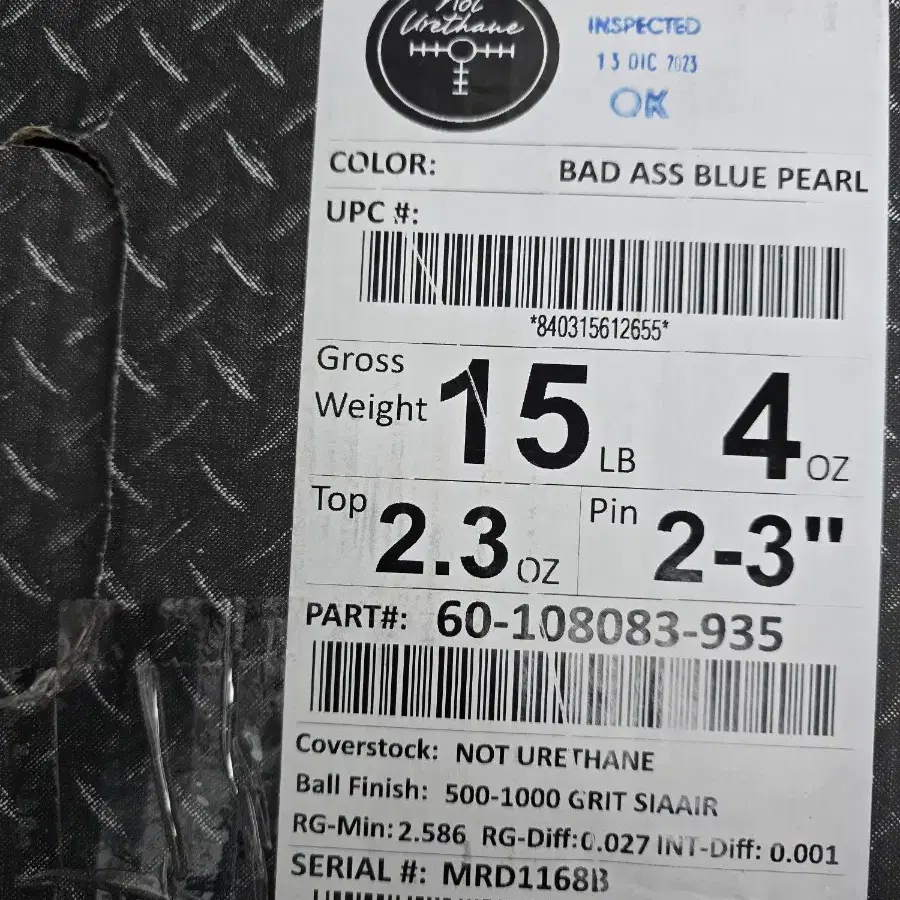 Not
Urethane
INSPECTED
13 DIC 2023
OK
COLOR: BAD ASS BLUE PEARL
UPC #:
*840315612655*
Gross
Weight 15 LB 4 OZ
Top 2.3 OZ Pin 2-3"
PART#: 60-108083-935
Coverstock: NOT URETHANE
Ball Finish: 500-1000 GRIT SIAAIR
RG-Min: 2.586 RG-Diff: 0.027 INT-Diff: 0.001
SERIAL #: MRD1168B